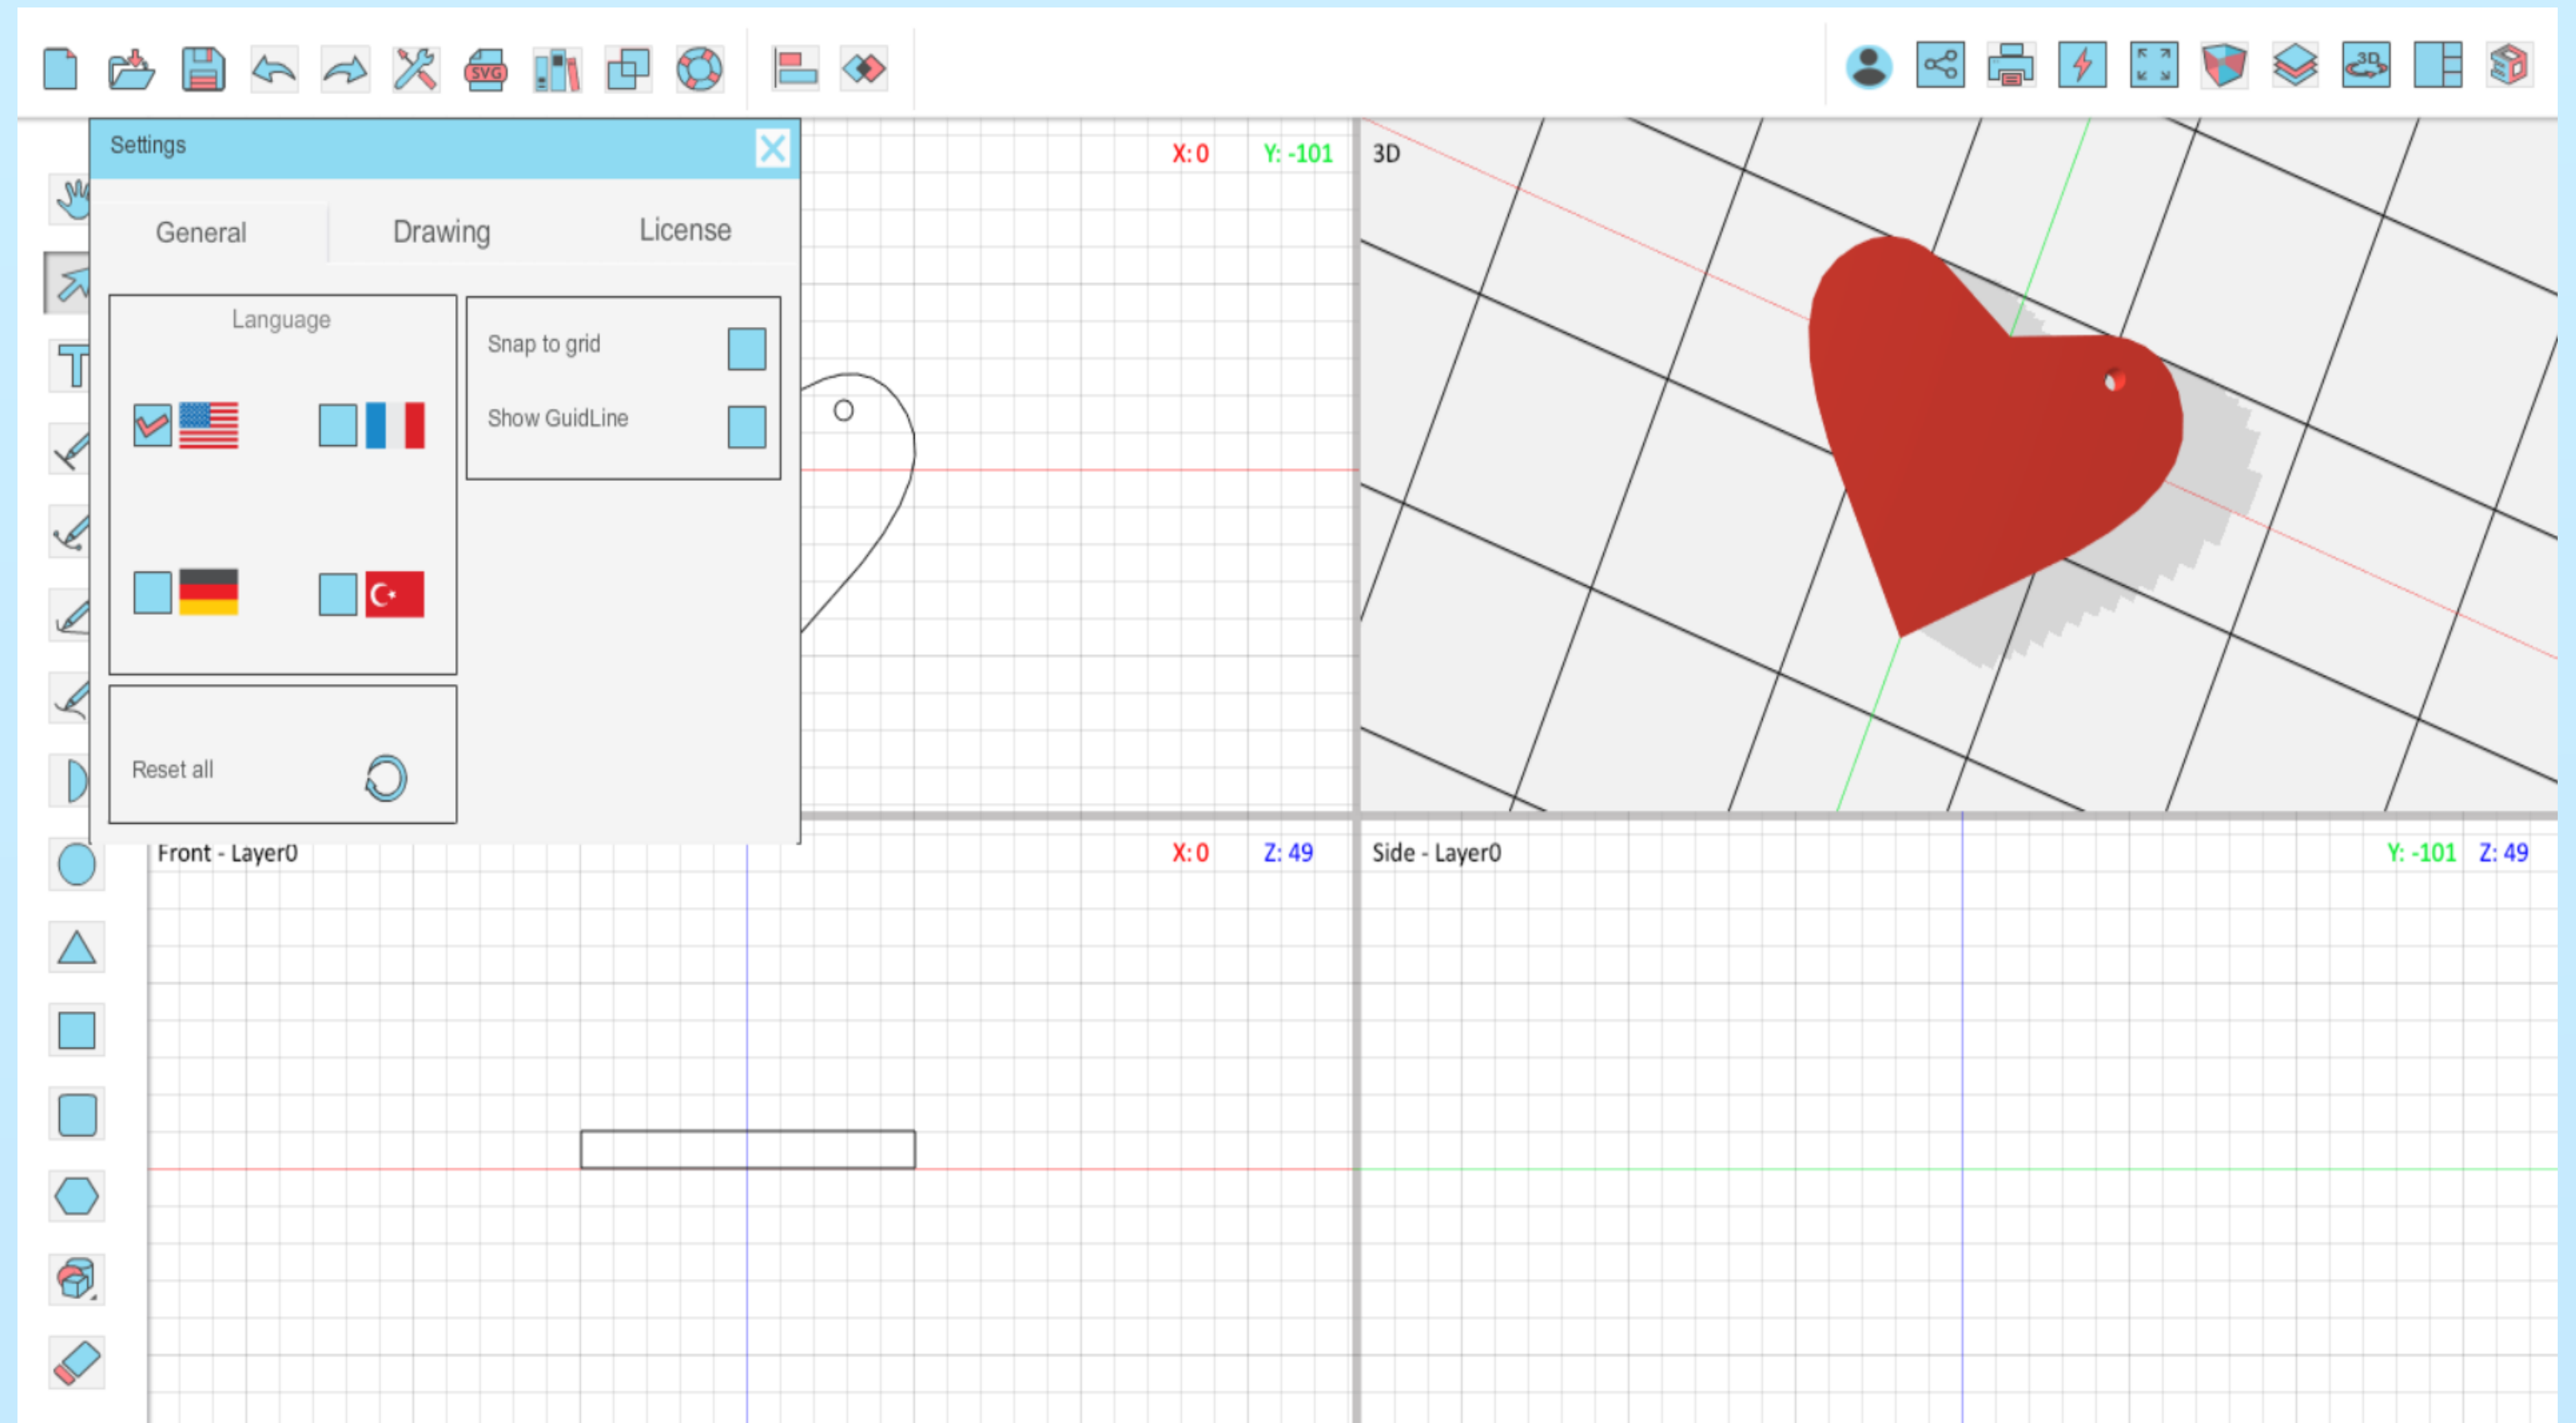 SVG
3D
Settings
X: 0 Y: -101
3D
General Drawing License
Language
Snap to grid
Show GuidLine
Reset all
Front - Layer0
X: 0 Z: 49
Side - Layer0
Y: -101 Z: 49